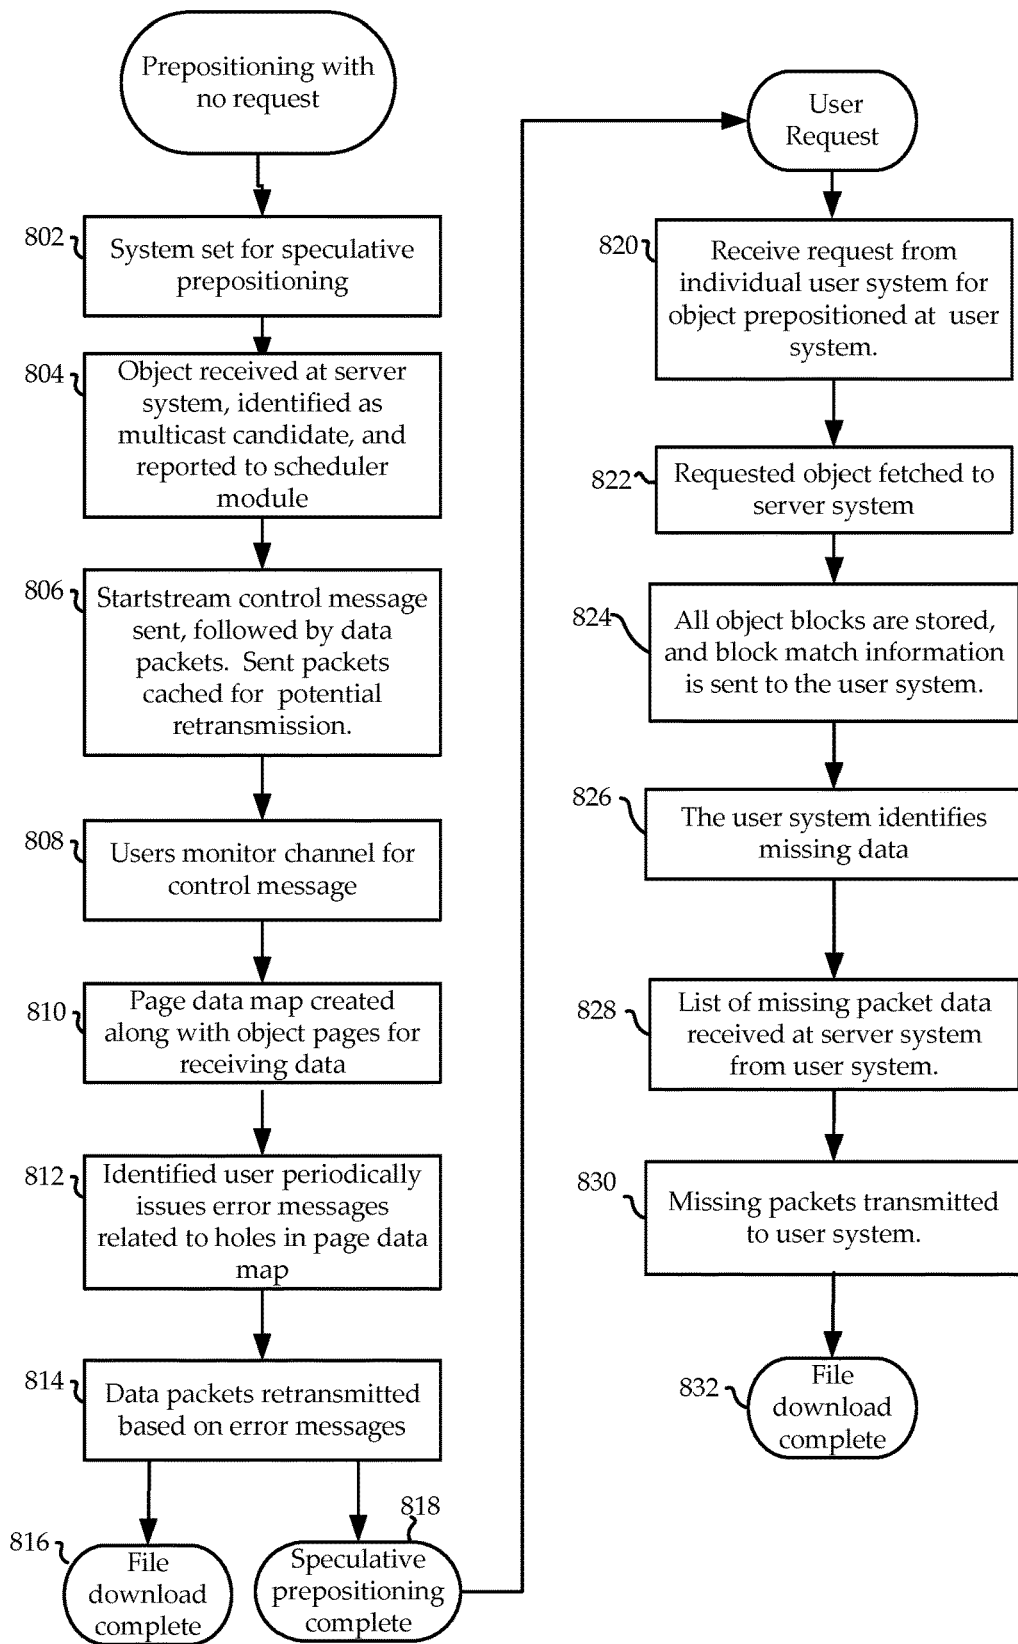 Prepositioning with
no request
802
System set for speculative
prepositioning
804
Object received at server
system, identified as
multicast candidate, and
reported to scheduler
module
806
Startstream control message
sent, followed by data
packets. Sent packets
cached for potential
retransmission.
808
Users monitor channel for
control message
810
Page data map created
along with object pages for
receiving data
812
Identified user periodically
issues error messages
related to holes in page data
map
814
Data packets retransmitted
based on error messages
816
File
download
complete
818
Speculative
prepositioning
complete
User
Request
820
Receive request from
individual user system for
object prepositioned at user
system.
822
Requested object fetched to
server system
824
All object blocks are stored,
and block match information
is sent to the user system.
826
The user system identifies
missing data
828
List of missing packet data
received at server system
from user system.
830
Missing packets transmitted
to user system.
832
File
download
complete